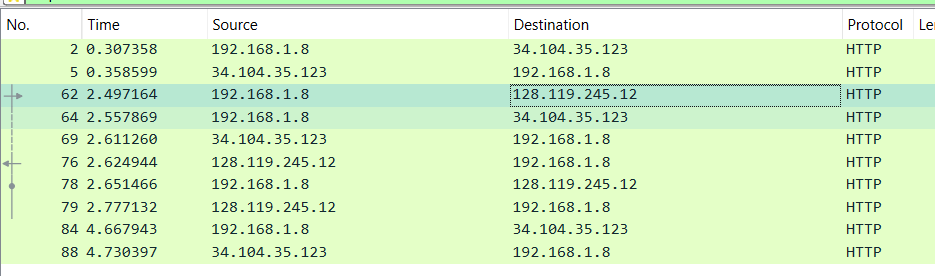 No. Time Source Destination Protocol Le
2 0.307358 192.168.1.8 34.104.35.123 HTTP
5 0.358599 34.104.35.123 192.168.1.8 HTTP
62 2.497164 192.168.1.8 128.119.245.12 HTTP
64 2.557869 192.168.1.8 34.104.35.123 HTTP
69 2.611260 34.104.35.123 192.168.1.8 HTTP
76 2.624944 128.119.245.12 192.168.1.8 HTTP
78 2.651466 192.168.1.8 128.119.245.12 HTTP
79 2.777132 128.119.245.12 192.168.1.8 HTTP
84 4.667943 192.168.1.8 34.104.35.123 HTTP
88 4.730397 34.104.35.123 192.168.1.8 HTTP